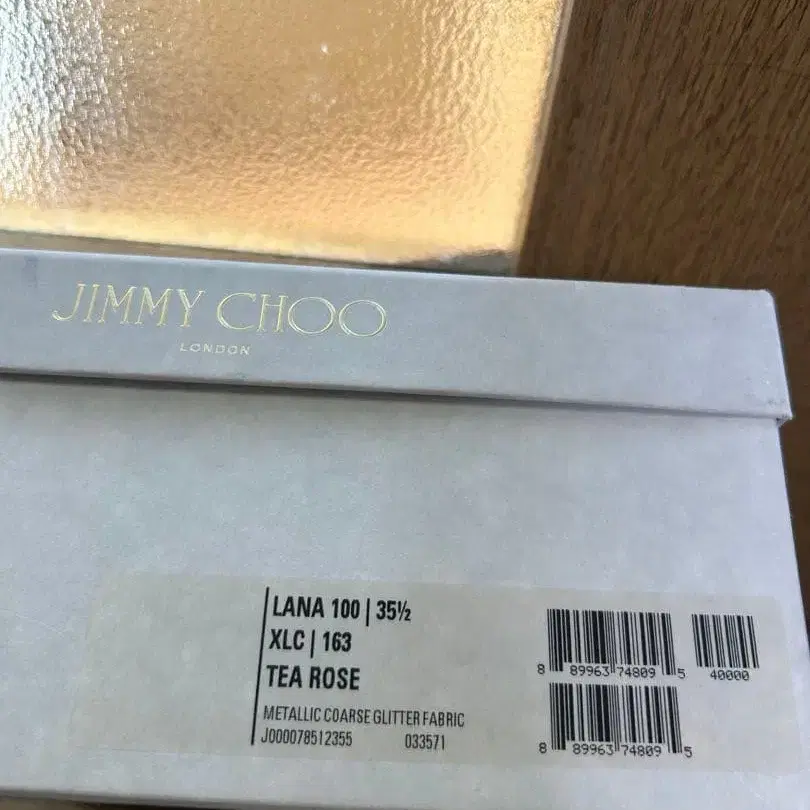 JIMMY CHOO
LONDON
LANA 100 | 35½
XLC | 163
TEA ROSE
METALLIC COARSE GLITTER FABRIC
J000078512355 033571
8 89963 74809 5
40000
8 89963 74809 5